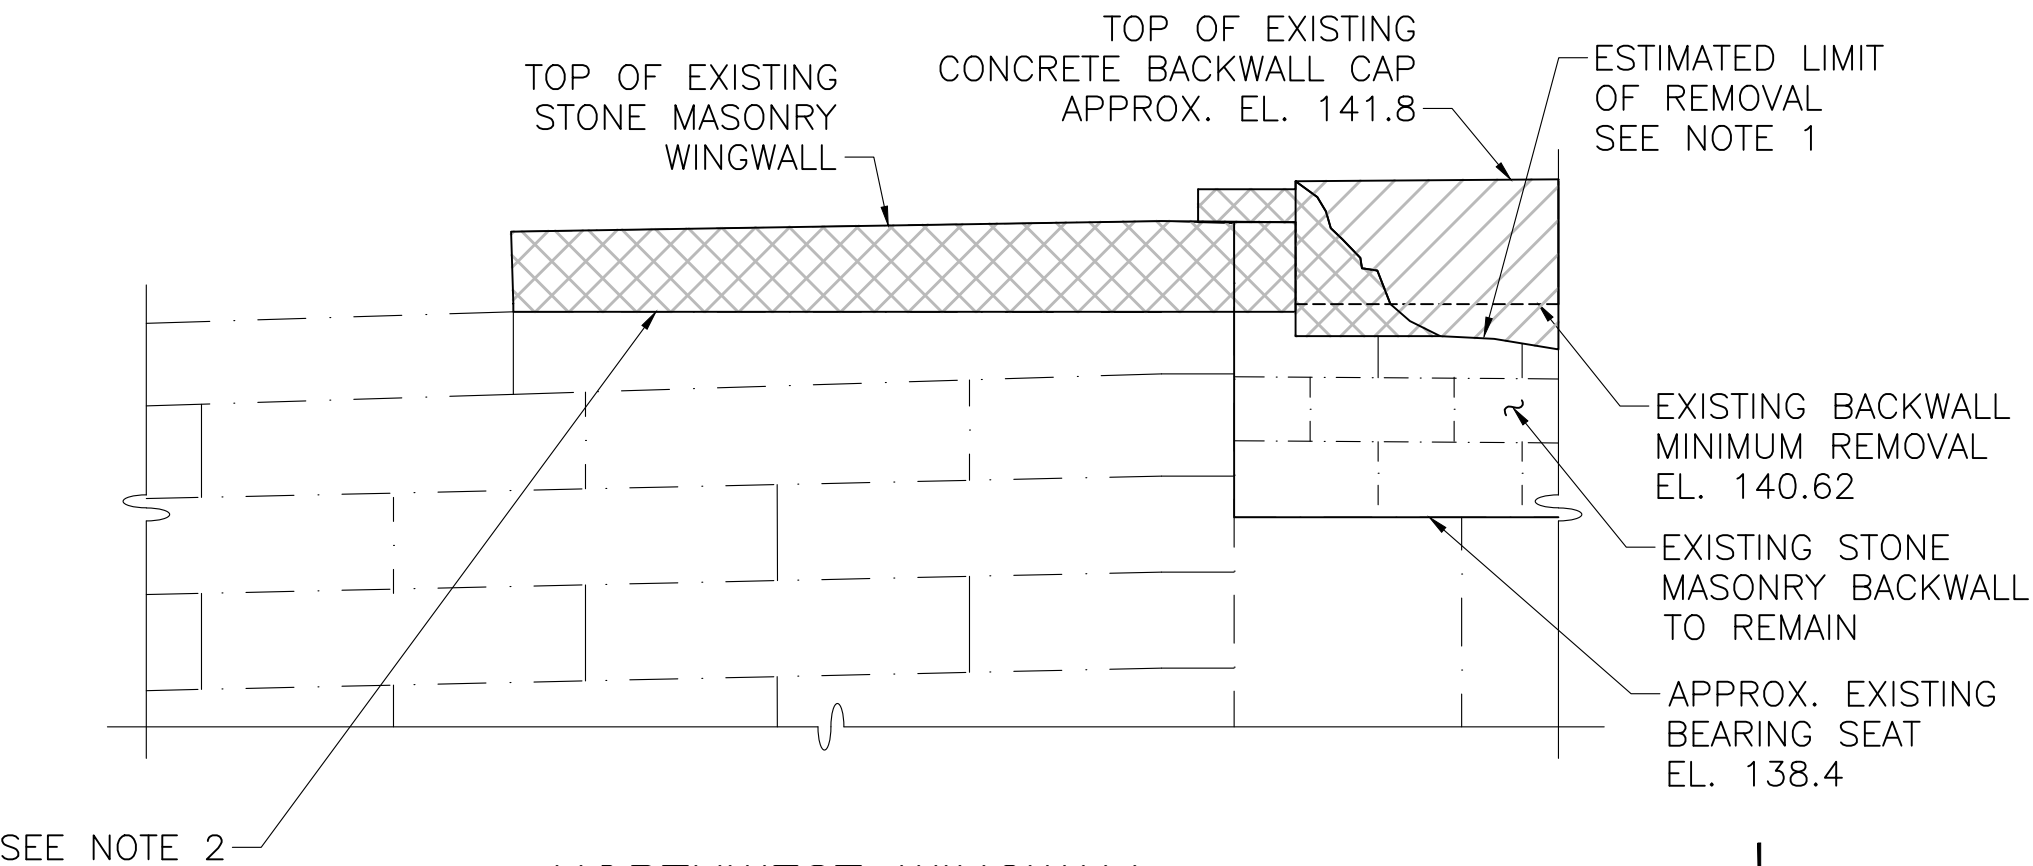 TOP OF EXISTING
STONE MASONRY
WINGWALL
TOP OF EXISTING
CONCRETE BACKWALL CAP
APPROX. EL. 141.8
ESTIMATED LIMIT
OF REMOVAL
SEE NOTE 1
EXISTING BACKWALL
MINIMUM REMOVAL
EL. 140.62
EXISTING STONE
MASONRY BACKWALL
TO REMAIN
APPROX. EXISTING
BEARING SEAT
EL. 138.4
SEE NOTE 2